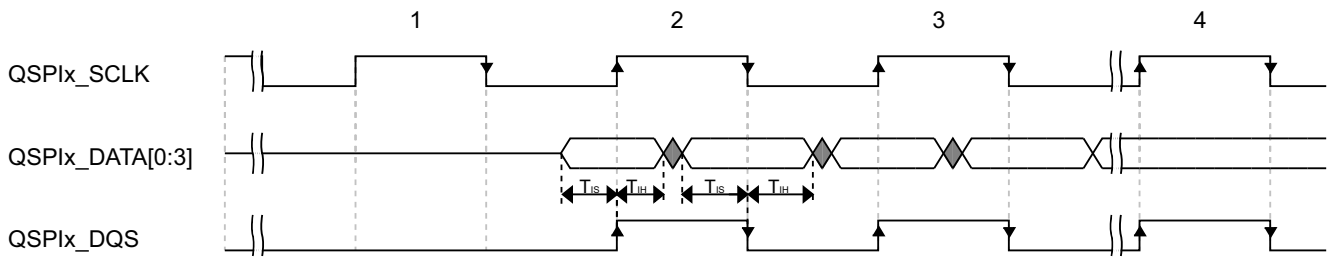 1 2 3 4
QSPIx_SCLK
QSPIx_DATA[0:3]
TIS TIH TIS TIH
QSPIx_DQS